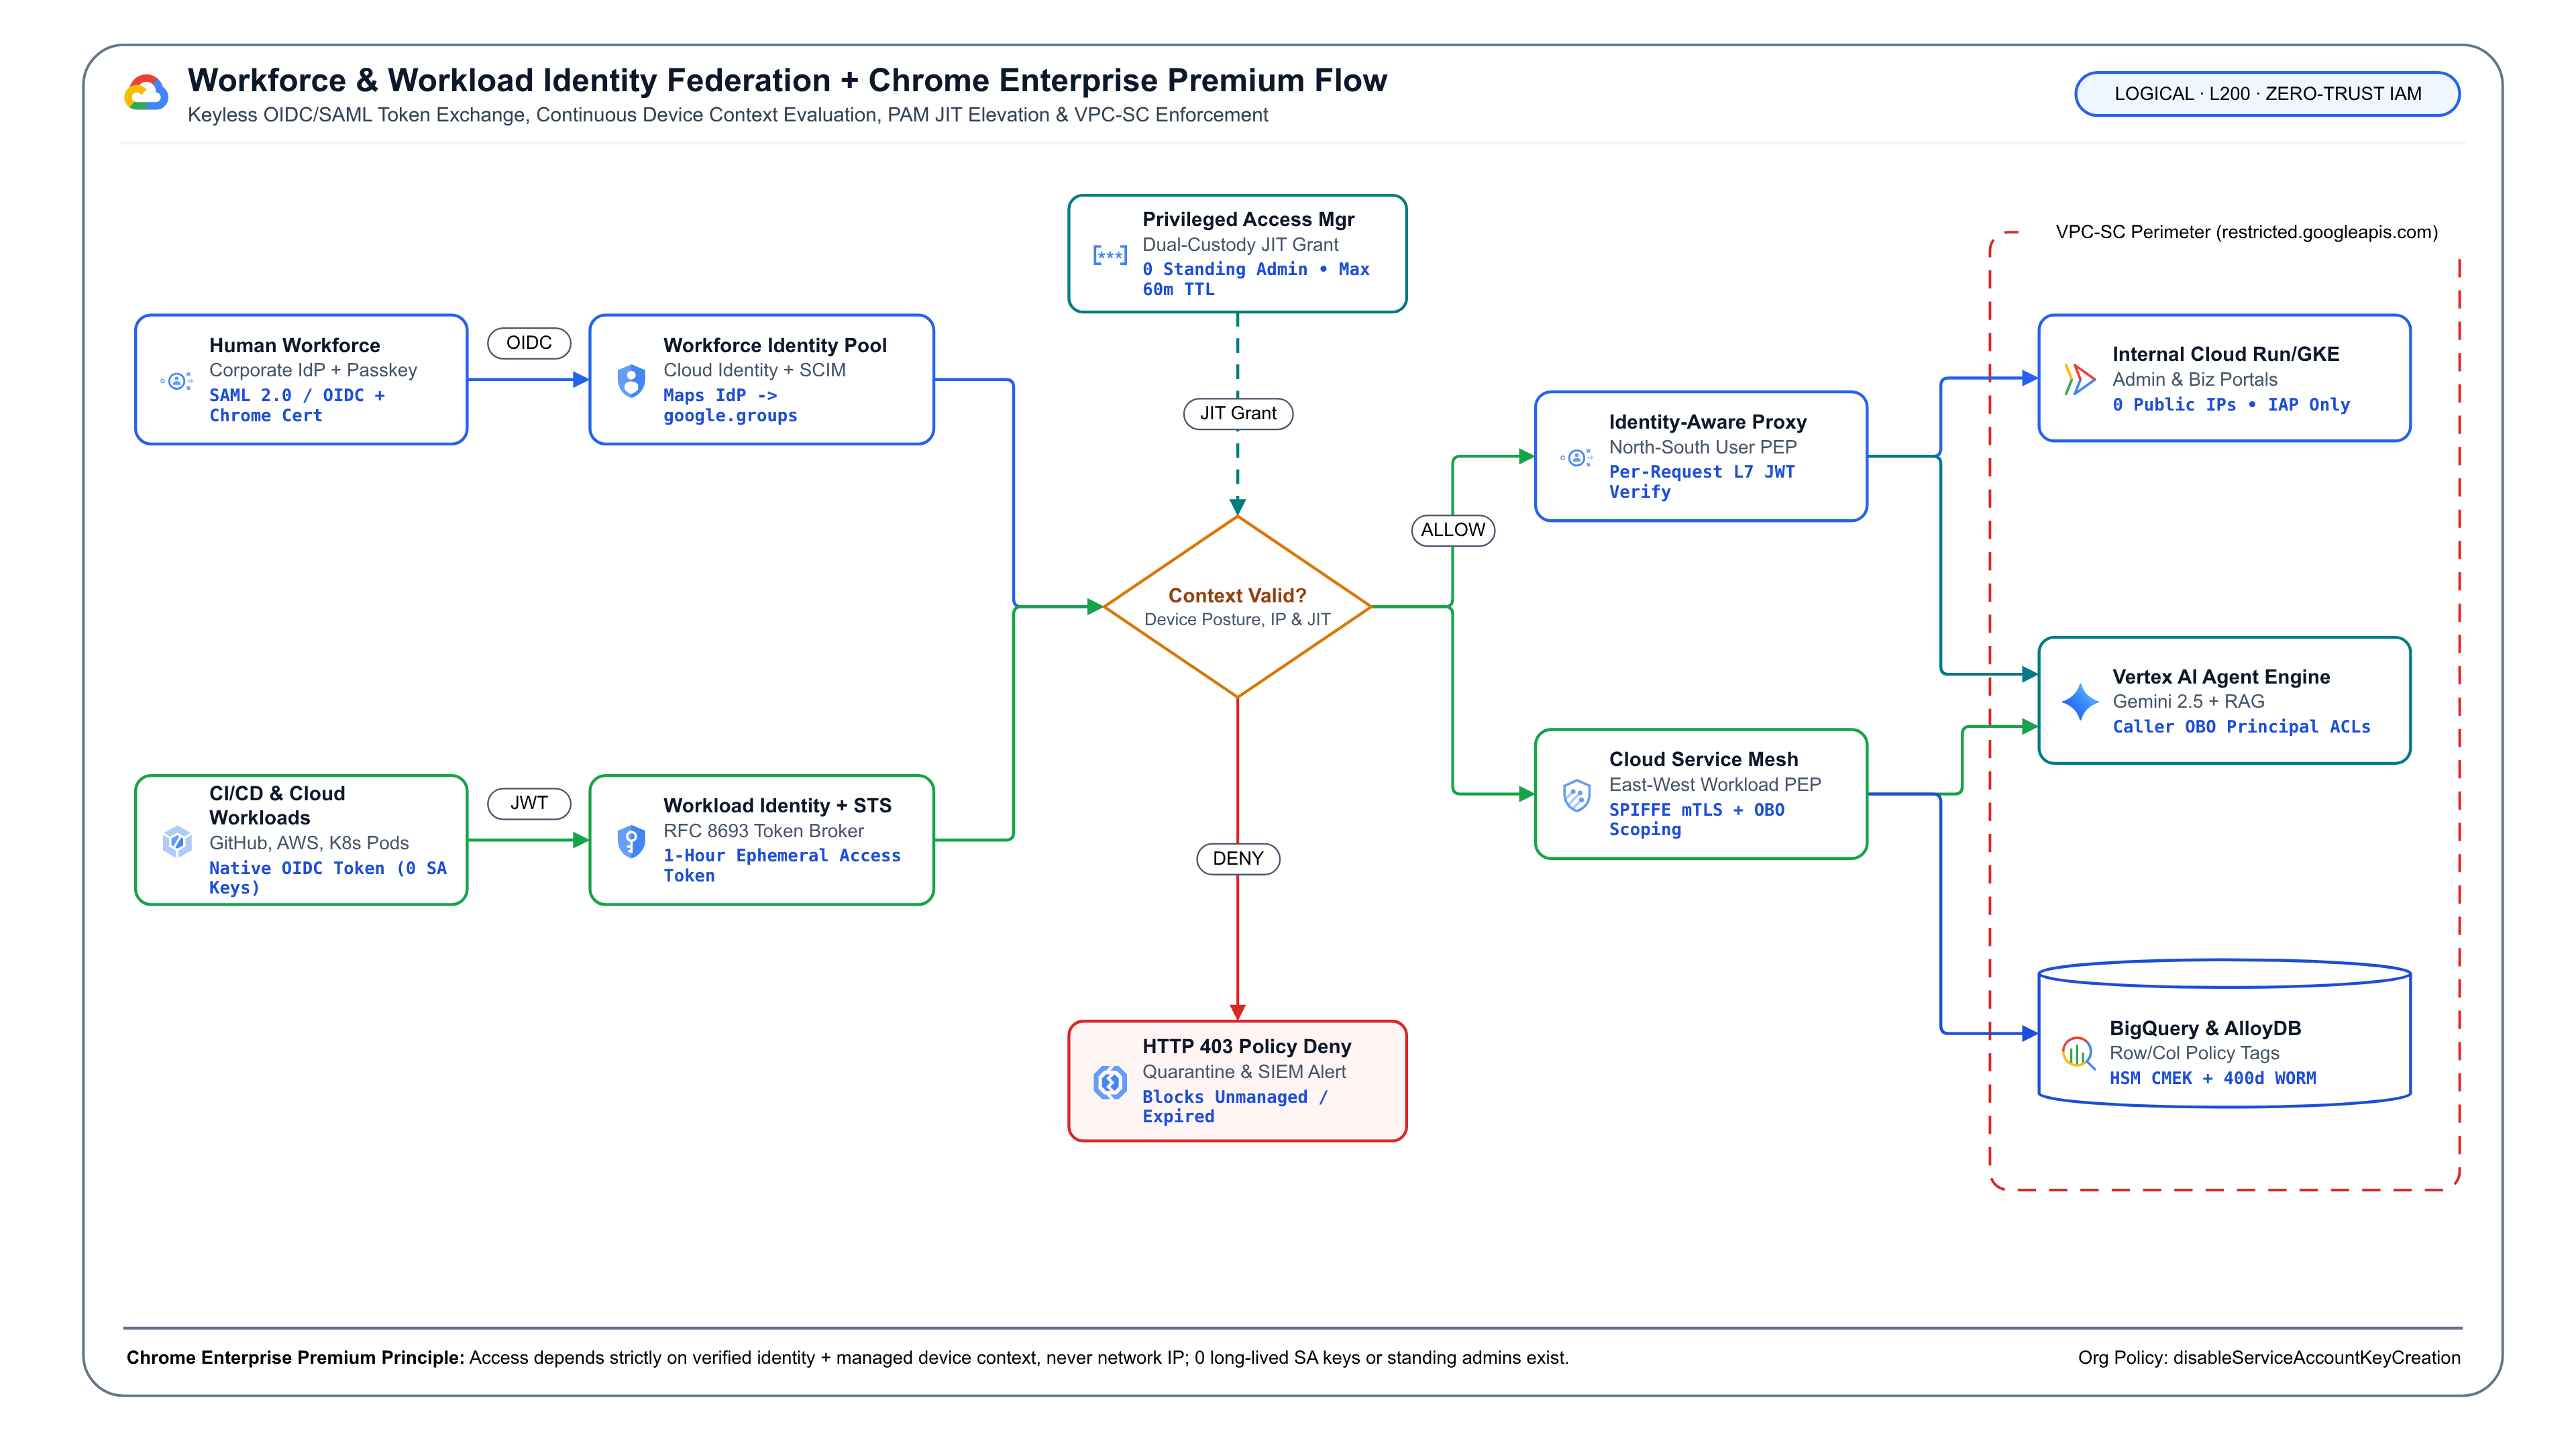 Workforce & Workload Identity Federation + Chrome Enterprise Premium Flow
Keyless OIDC/SAML Token Exchange, Continuous Device Context Evaluation, PAM JIT Elevation & VPC-SC Enforcement
LOGICAL · L200 · ZERO-TRUST IAM
Human Workforce
Corporate IdP + Passkey
SAML 2.0 / OIDC +
Chrome Cert
OIDC
Workforce Identity Pool
Cloud Identity + SCIM
Maps IdP ->
google.groups
CI/CD & Cloud
Workloads
GitHub, AWS, K8s Pods
Native OIDC Token (0 SA
Keys)
JWT
Workload Identity + STS
RFC 8693 Token Broker
1-Hour Ephemeral Access
Token
Privileged Access Mgr
[***]
Dual-Custody JIT Grant
0 Standing Admin • Max
60m TTL
JIT Grant
Context Valid?
Device Posture, IP & JIT
DENY
HTTP 403 Policy Deny
Quarantine & SIEM Alert
Blocks Unmanaged /
Expired
ALLOW
Identity-Aware Proxy
North-South User PEP
Per-Request L7 JWT
Verify
Cloud Service Mesh
East-West Workload PEP
SPIFFE mTLS + OBO
Scoping
VPC-SC Perimeter (restricted.googleapis.com)
Internal Cloud Run/GKE
Admin & Biz Portals
0 Public IPs • IAP Only
Vertex AI Agent Engine
Gemini 2.5 + RAG
Caller OBO Principal ACLs
BigQuery & AlloyDB
Row/Col Policy Tags
HSM CMEK + 400d WORM
Chrome Enterprise Premium Principle: Access depends strictly on verified identity + managed device context, never network IP; 0 long-lived SA keys or standing admins exist.
Org Policy: disableServiceAccountKeyCreation